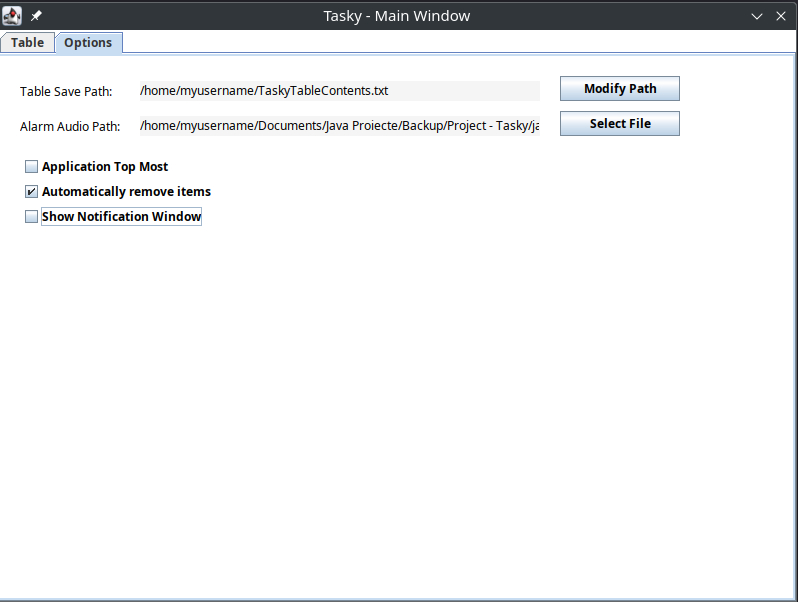 Tasky - Main Window
Table Options
Table Save Path: /home/myusername/TaskyTableContents.txt Modify Path
Alarm Audio Path: /home/myusername/Documents/Java Proiecte/Backup/Project - Tasky/ja Select File
Application Top Most
Automatically remove items
Show Notification Window